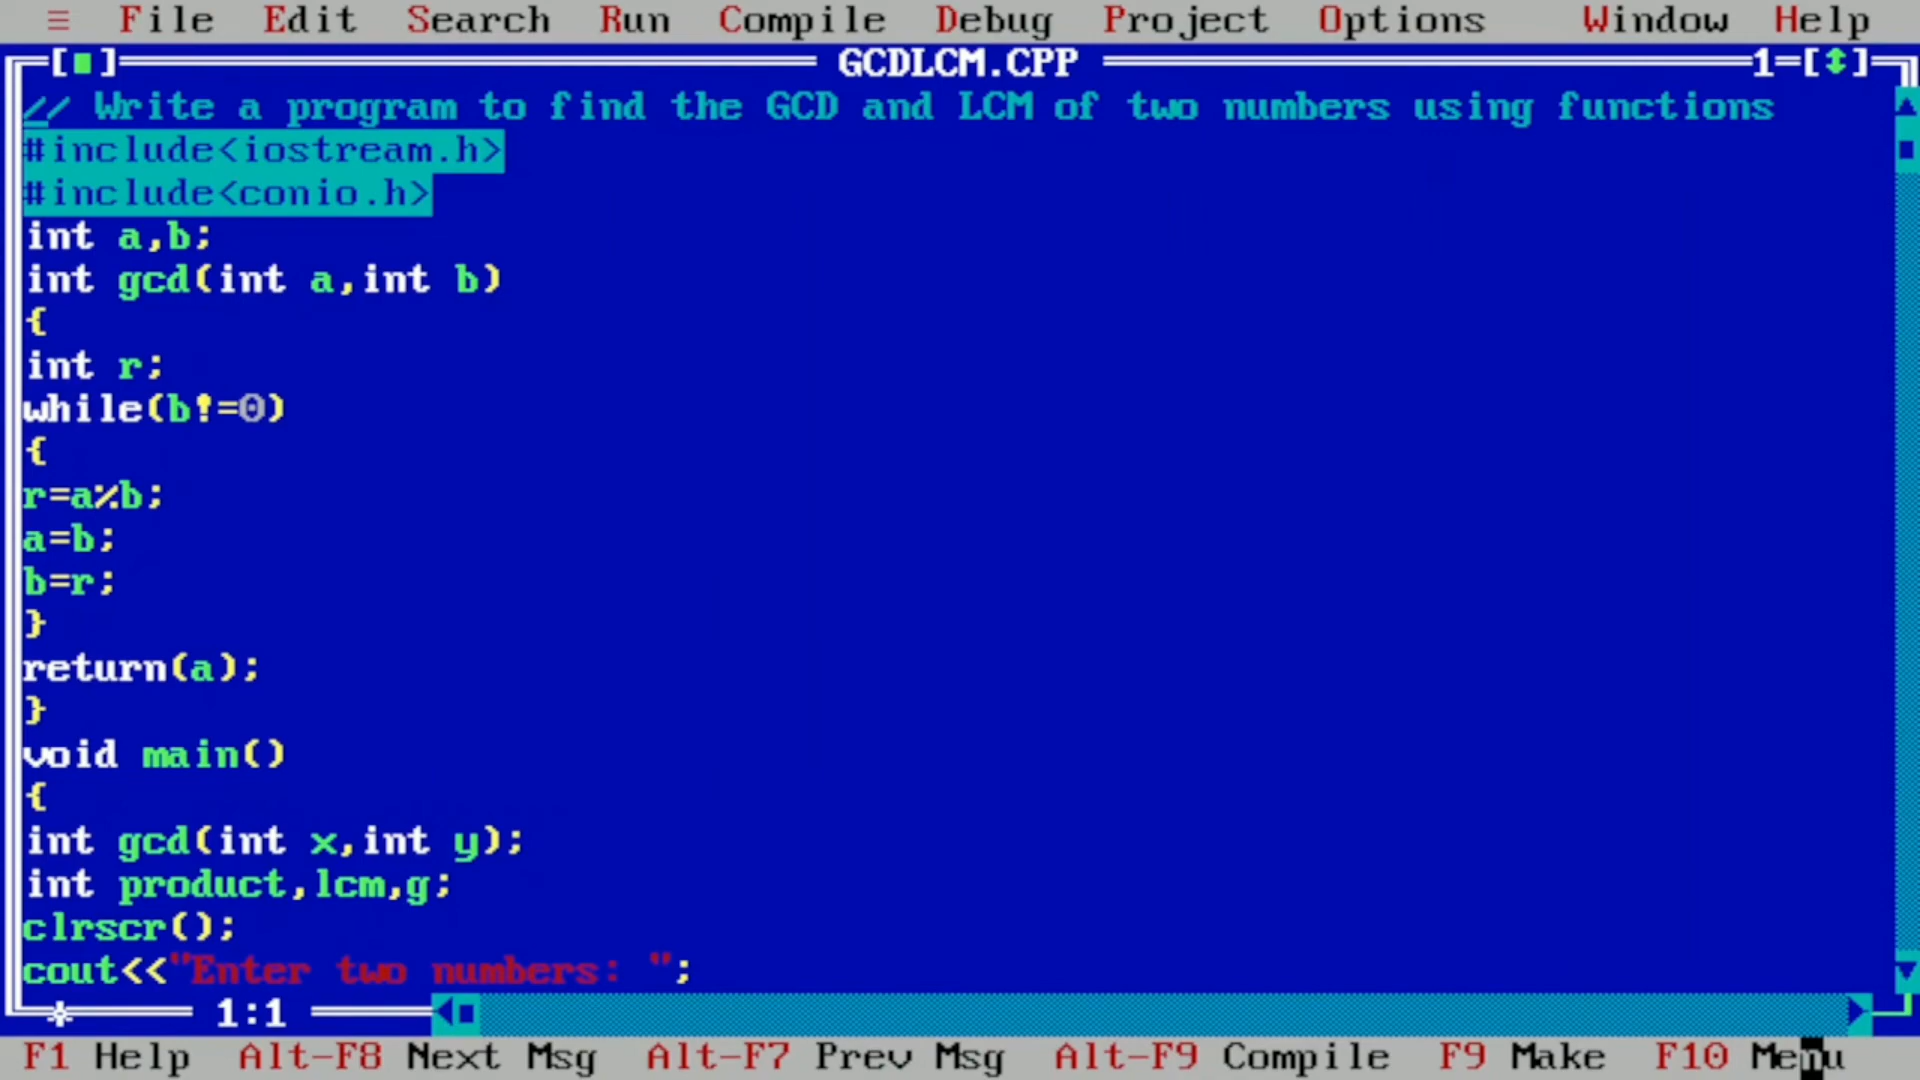 ≡ File Edit Search Run Compile Debug Project Options Window Help
[■] GCDLCM.CPP 1=[↕]
// Write a program to find the GCD and LCM of two numbers using functions
#include<iostream.h>
#include<conio.h>
int a,b;
int gcd(int a,int b)
{
int r;
while(b!=0)
{
r=a%b;
a=b;
b=r;
}
return(a);
}
void main()
{
int gcd(int x,int y);
int product,lcm,g;
clrscr();
cout<<"Enter two numbers: ";
1:1
F1 Help Alt-F8 Next Msg Alt-F7 Prev Msg Alt-F9 Compile F9 Make F10 Menu